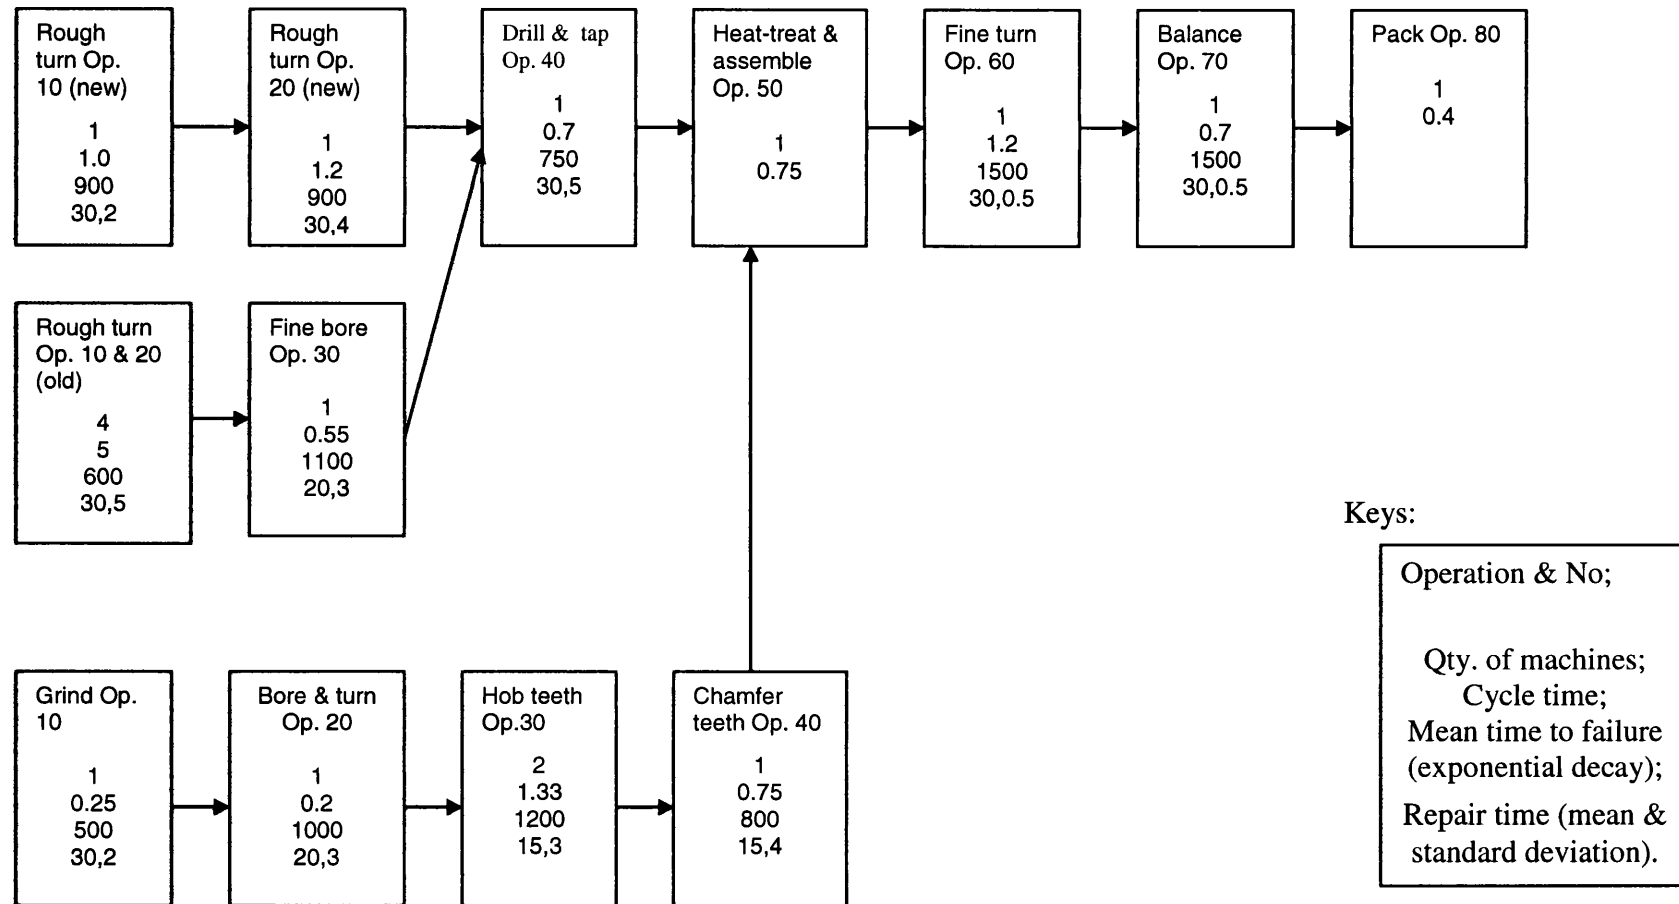 Rough
turn Op.
10 (new)
1
1.0
900
30,2
Rough
turn Op.
20 (new)
1
1.2
900
30,4
Drill & tap
Op. 40
1
0.7
750
30,5
Heat-treat &
assemble
Op. 50
1
0.75
Fine turn
Op. 60
1
1.2
1500
30,0.5
Balance
Op. 70
1
0.7
1500
30,0.5
Pack Op. 80
1
0.4
Rough turn
Op. 10 & 20
(old)
4
5
600
30,5
Fine bore
Op. 30
1
0.55
1100
20,3
Grind Op.
10
1
0.25
500
30,2
Bore & turn
Op. 20
1
0.2
1000
20,3
Hob teeth
Op.30
2
1.33
1200
15,3
Chamfer
teeth Op. 40
1
0.75
800
15,4
Keys:
Operation & No;
Qty. of machines;
Cycle time;
Mean time to failure
(exponential decay);
Repair time (mean &
standard deviation).